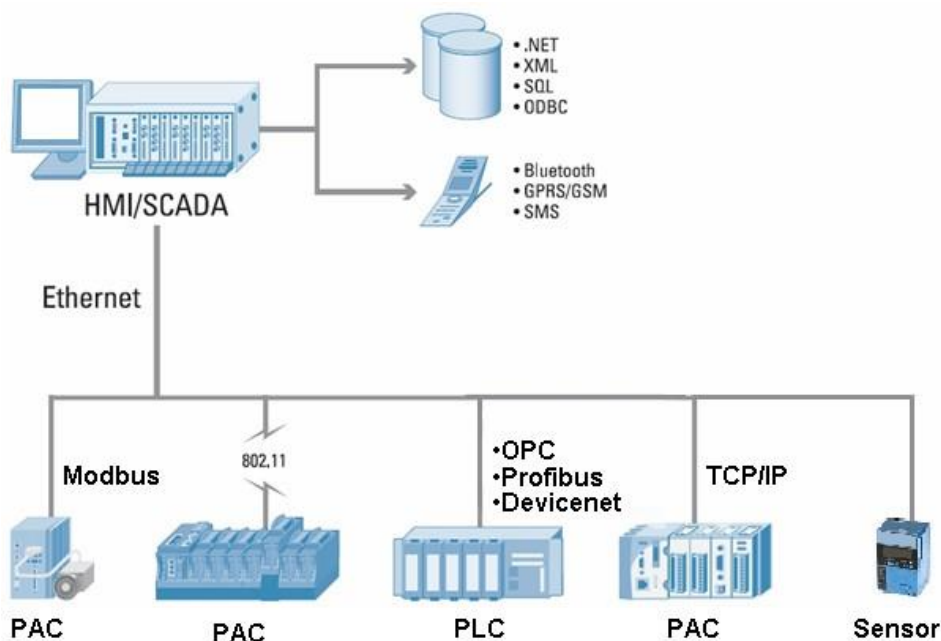 • .NET
• XML
• SQL
• ODBC
HMI/SCADA
• Bluetooth
• GPRS/GSM
• SMS
Ethernet
Modbus
802.11
•OPC
•Profibus
•Devicenet
TCP/IP
PAC
PAC
PLC
PAC
Sensor